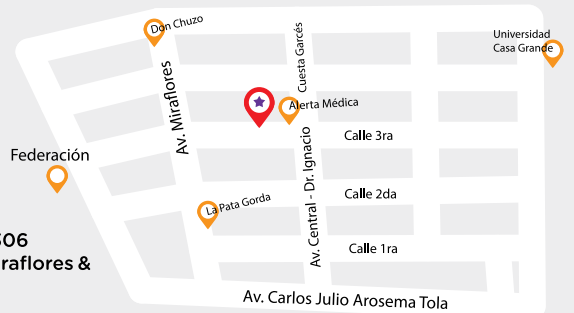 Don Chuzo
Cuesta Garcés
Universidad
Casa Grande
Av. Miraflores
Alerta Médica
Calle 3ra
Federación
Av. Central - Dr. Ignacio
Calle 2da
La Pata Gorda
raflores &
Calle 1ra
Av. Carlos Julio Arosema Tola